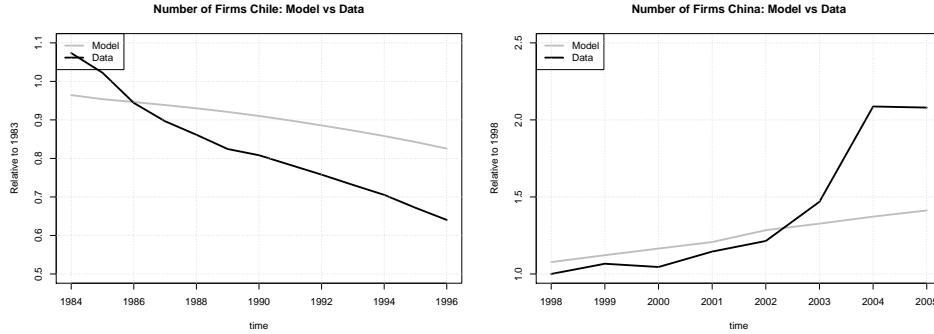 Number of Firms Chile: Model vs Data
Relative to 1983
1.1
1.0
0.9
0.8
0.7
0.6
0.5
Model
Data
1984 1986 1988 1990 1992 1994 1996
time
Number of Firms China: Model vs Data
Relative to 1998
2.5
2.0
1.5
1.0
Model
Data
1998 1999 2000 2001 2002 2003 2004 2005
time